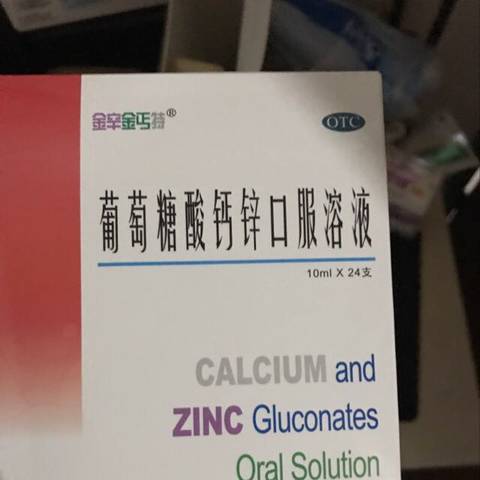 金辛金丐特®
OTC
葡萄糖酸钙锌口服溶液
10ml X 24支
CALCIUM and
ZINC Gluconates
Oral Solution